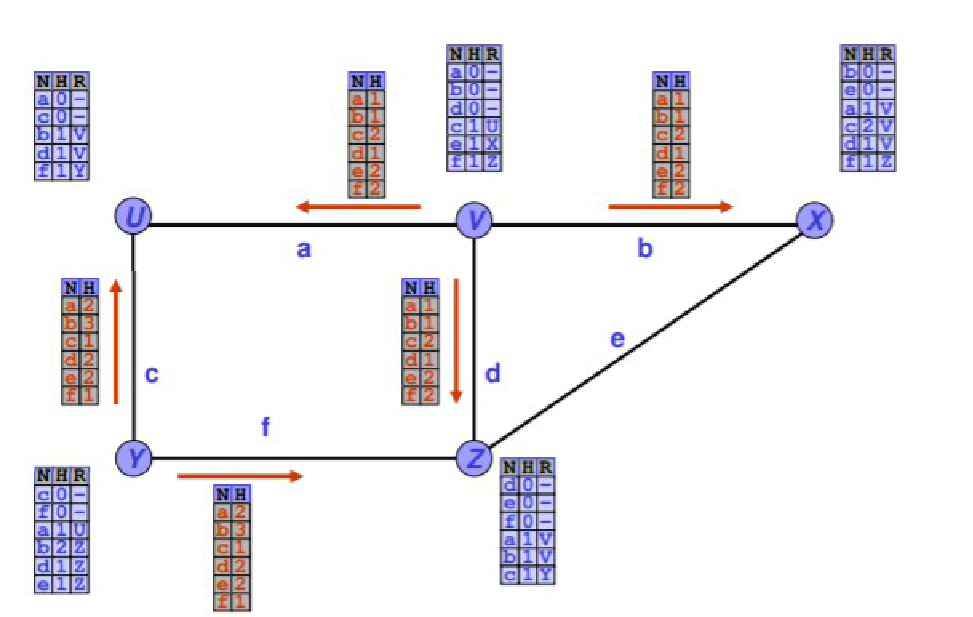 N H R
a 0 -
c 0 -
b 1 V
d 1 V
f 1 Y
N H
a 1
b 1
c 2
d 1
e 2
f 2
N H R
a 0 -
b 0 -
d 0 -
c 1 U
e 1 X
f 1 Z
N H
a 1
b 1
c 2
d 1
e 2
f 2
N H R
b 0 -
e 0 -
a 1 V
c 2 V
d 1 V
f 1 Z
U
V
X
a
b
N H
a 2
b 3
c 1
d 2
e 2
f 1
c
N H
a 1
b 1
c 2
d 1
e 2
f 2
d
e
f
Y
Z
N H R
c 0 -
f 0 -
a 1 U
b 2 Z
d 1 Z
e 1 Z
N H
a 2
b 3
c 1
d 2
e 2
f 1
N H R
d 0 -
e 0 -
f 0 -
a 1 V
b 1 V
c 1 Y